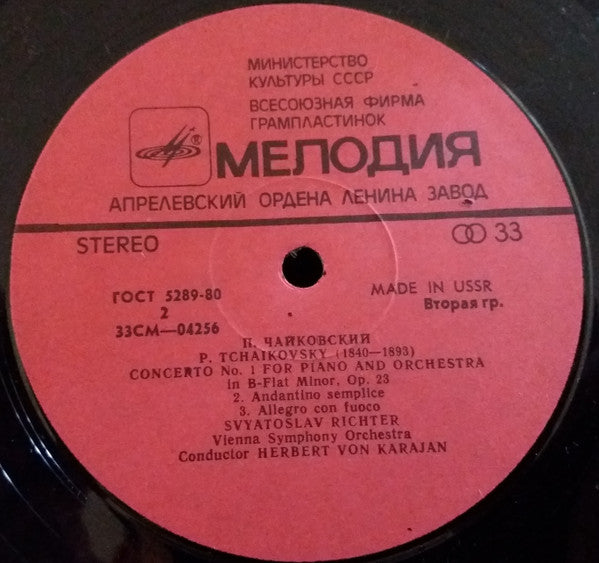 МИНИСТЕРСТВО
КУЛЬТУРЫ СССР
ВСЕСОЮЗНАЯ ФИРМА
ГРАМПЛАСТИНОК
МЕЛОДИЯ
АПРЕЛЕВСКИЙ ОРДЕНА ЛЕНИНА ЗАВОД
STEREO
33
ГОСТ 5289-80
MADE IN USSR
2
Вторая гр.
33СМ—04256
П. ЧАЙКОВСКИЙ
P. TCHAIKOVSKY (1840—1893)
CONCERTO No. 1 FOR PIANO AND ORCHESTRA
in B-Flat Minor, Op. 23
2. Andantino semplice
3. Allegro con fuoco
SVYATOSLAV RICHTER
Vienna Symphony Orchestra
Conductor HERBERT VON KARAJAN